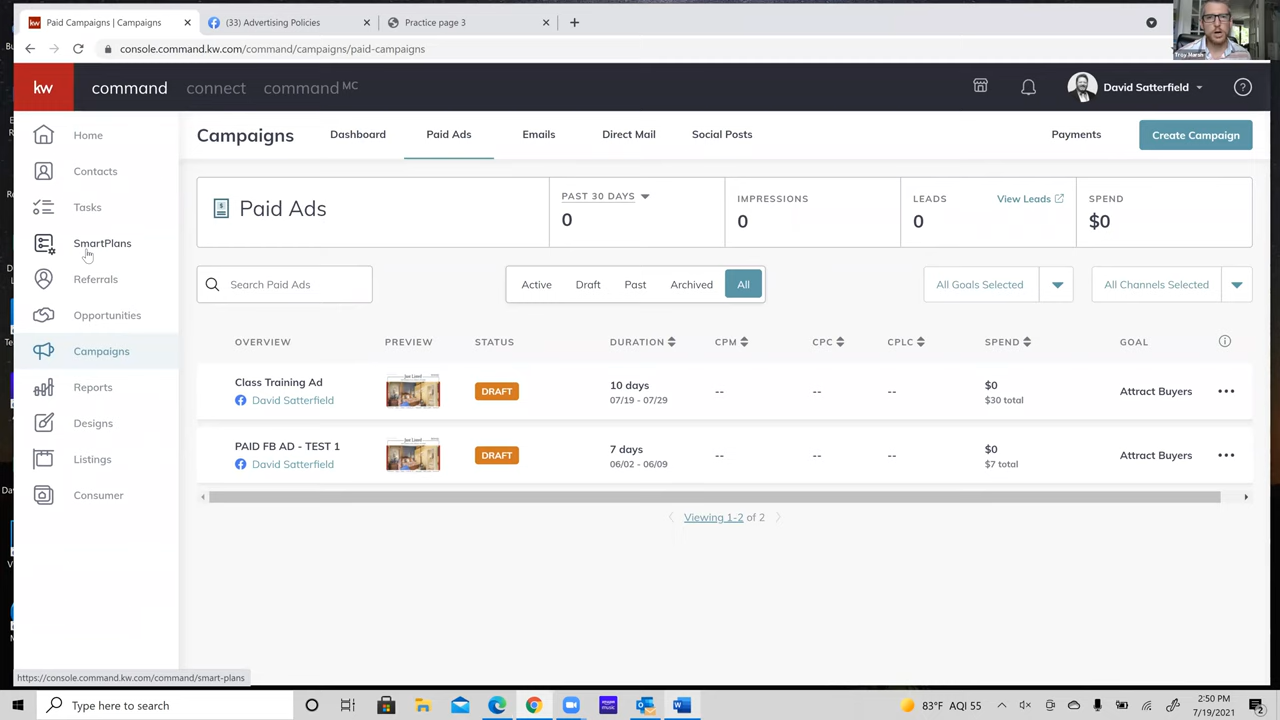 Paid Campaigns | Campaigns
(33) Advertising Policies
Practice page 3
console.command.kw.com/command/campaigns/paid-campaigns
kw
command connect command MC
David Satterfield
Home
Contacts
Tasks
SmartPlans
Referrals
Opportunities
Campaigns
Reports
Designs
Listings
Consumer
Campaigns
Dashboard
Paid Ads
Emails
Direct Mail
Social Posts
Payments
Create Campaign
Paid Ads
PAST 30 DAYS
0
IMPRESSIONS
0
LEADS
View Leads
0
SPEND
$0
Search Paid Ads
Active
Draft
Past
Archived
All
All Goals Selected
All Channels Selected
OVERVIEW PREVIEW STATUS DURATION CPM CPC CPLC SPEND GOAL
Class Training Ad
David Satterfield
Just Listed
DRAFT
10 days
07/19 - 07/29
--
--
--
$0
$30 total
Attract Buyers
PAID FB AD - TEST 1
David Satterfield
Just Listed
DRAFT
7 days
06/02 - 06/09
--
--
--
$0
$7 total
Attract Buyers
Viewing 1-2 of 2
https://console.command.kw.com/command/smart-plans
Type here to search
83°F AQI 55
2:50 PM
7/19/2021
2
Troy Marsh